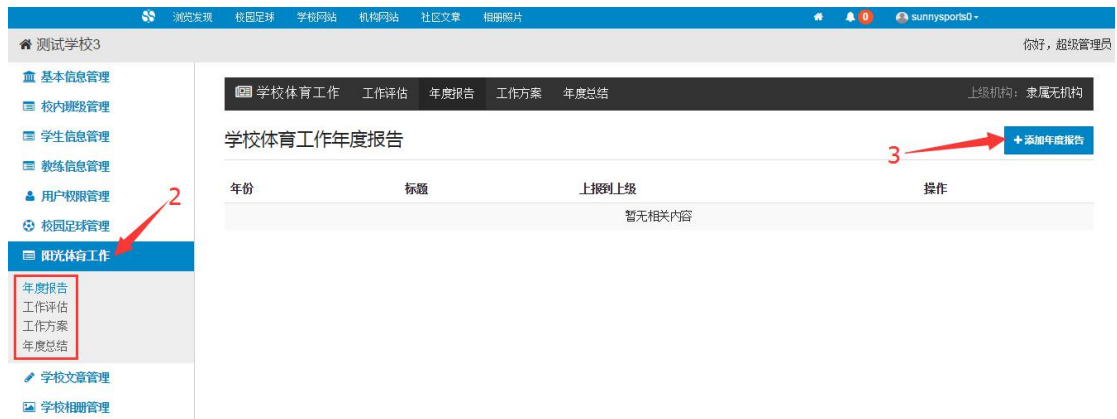 浏览发现 校园足球 学校网站 机构网站 社区文章 相册照片 0 sunnysports0
测试学校3 你好，超级管理员
基本信息管理
校内班级管理
学生信息管理
教练信息管理
用户权限管理
校园足球管理
阳光体育工作
年度报告
工作评估
工作方案
年度总结
学校文章管理
学校相册管理
2
学校体育工作 工作评估 年度报告 工作方案 年度总结 上级机构：隶属无机构
学校体育工作年度报告
3
+添加年度报告
年份 标题 上报到上级 操作
暂无相关内容